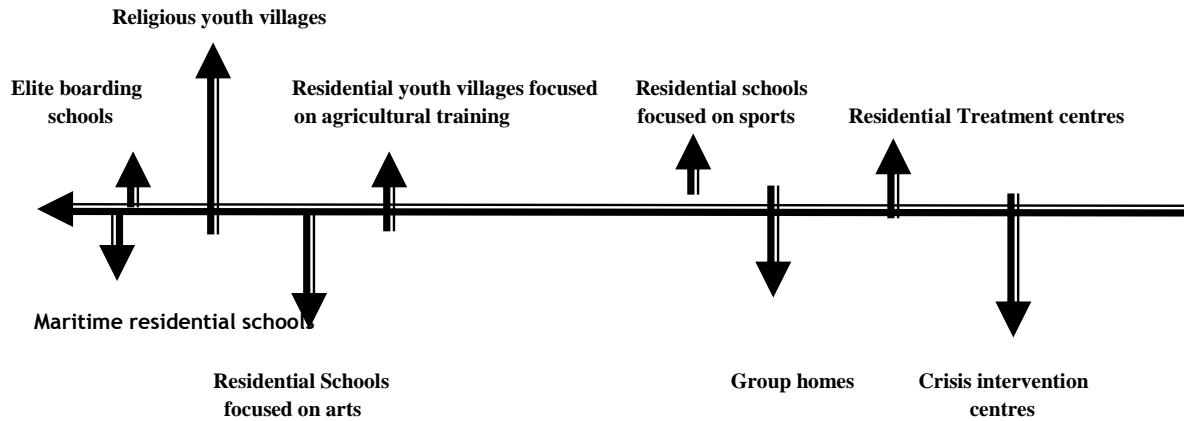 Religious youth villages
Elite boarding
schools
Residential youth villages focused
on agricultural training
Residential schools
focused on sports
Residential Treatment centres
Maritime residential schools
Residential Schools
focused on arts
Group homes
Crisis intervention
centres